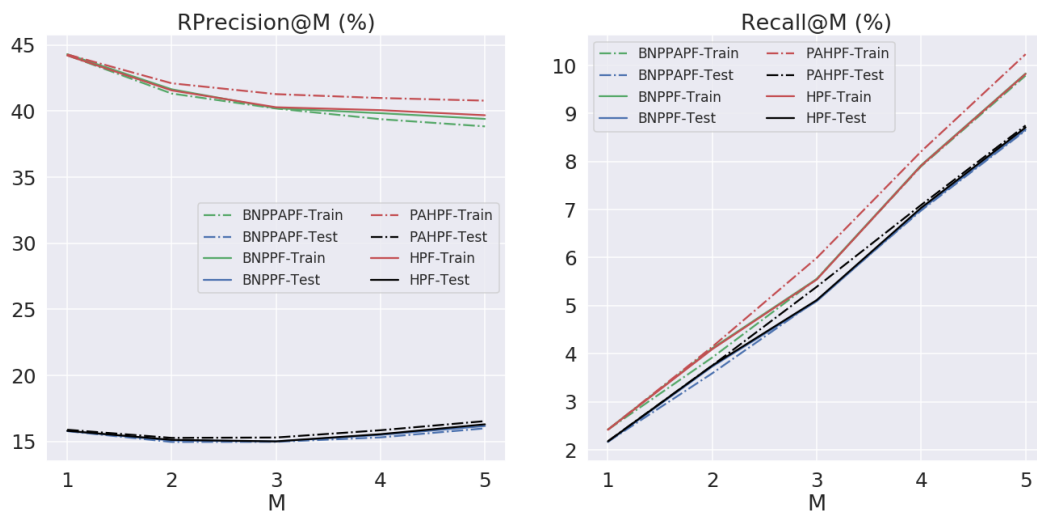 RPrecision@M (%)
45
40
35
30
25
20
15
BNPPAPF-Train PAHPF-Train
BNPPAPF-Test PAHPF-Test
BNPPF-Train HPF-Train
BNPPF-Test HPF-Test
1 2 3 4 5
M
Recall@M (%)
BNPPAPF-Train PAHPF-Train
BNPPAPF-Test PAHPF-Test
BNPPF-Train HPF-Train
BNPPF-Test HPF-Test
10
9
8
7
6
5
4
3
2
1 2 3 4 5
M